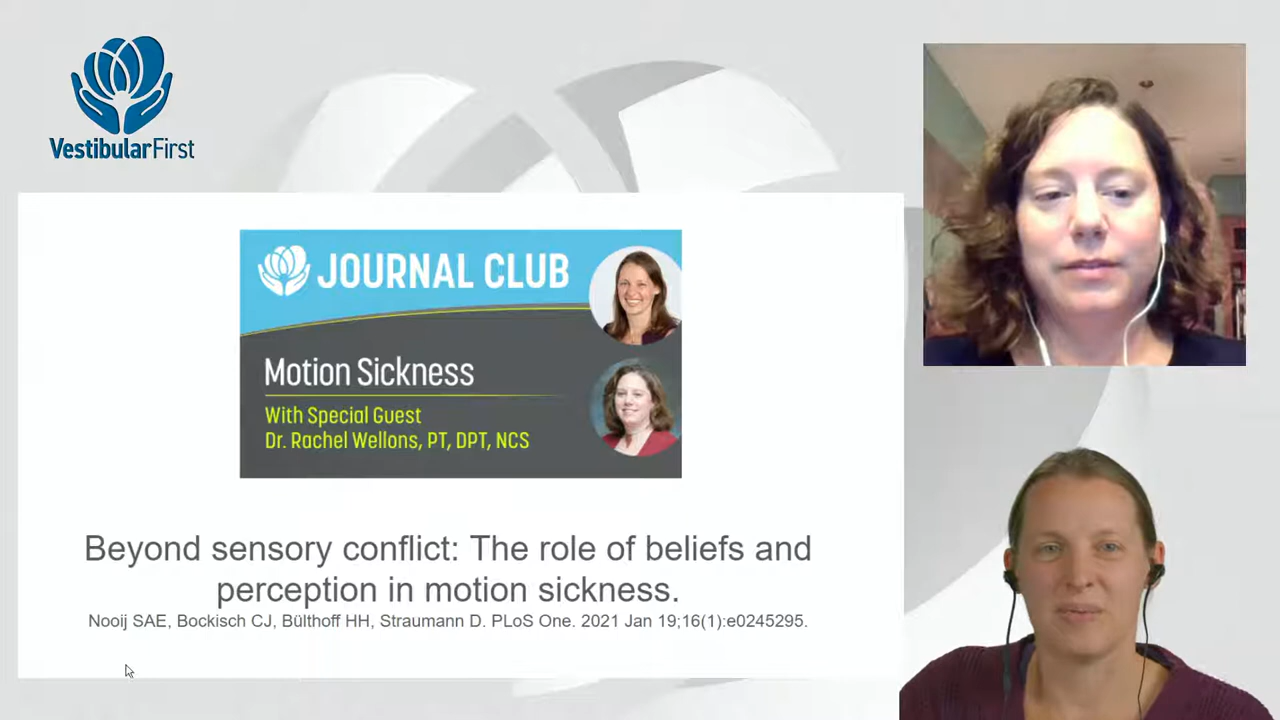 VestibularFirst
JOURNAL CLUB
Motion Sickness
With Special Guest
Dr. Rachel Wellons, PT, DPT, NCS
Beyond sensory conflict: The role of beliefs and
perception in motion sickness.
Nooij SAE, Bockisch CJ, Bülthoff HH, Straumann D. PLoS One. 2021 Jan 19;16(1):e0245295.